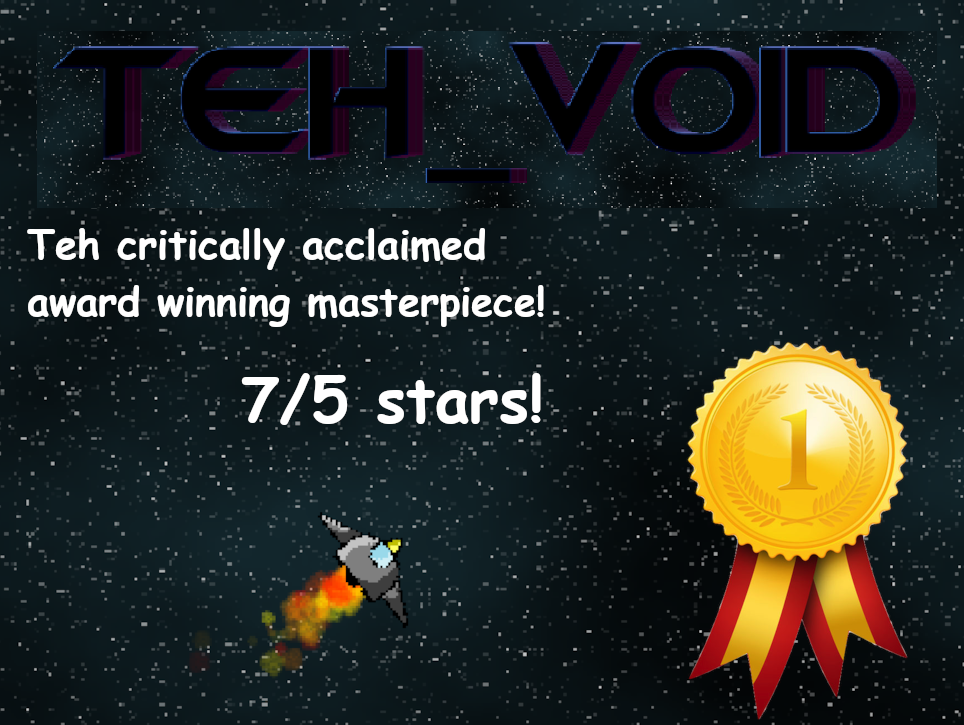 TEH_VOID
Teh critically acclaimed
award winning masterpiece!
7/5 stars!
1